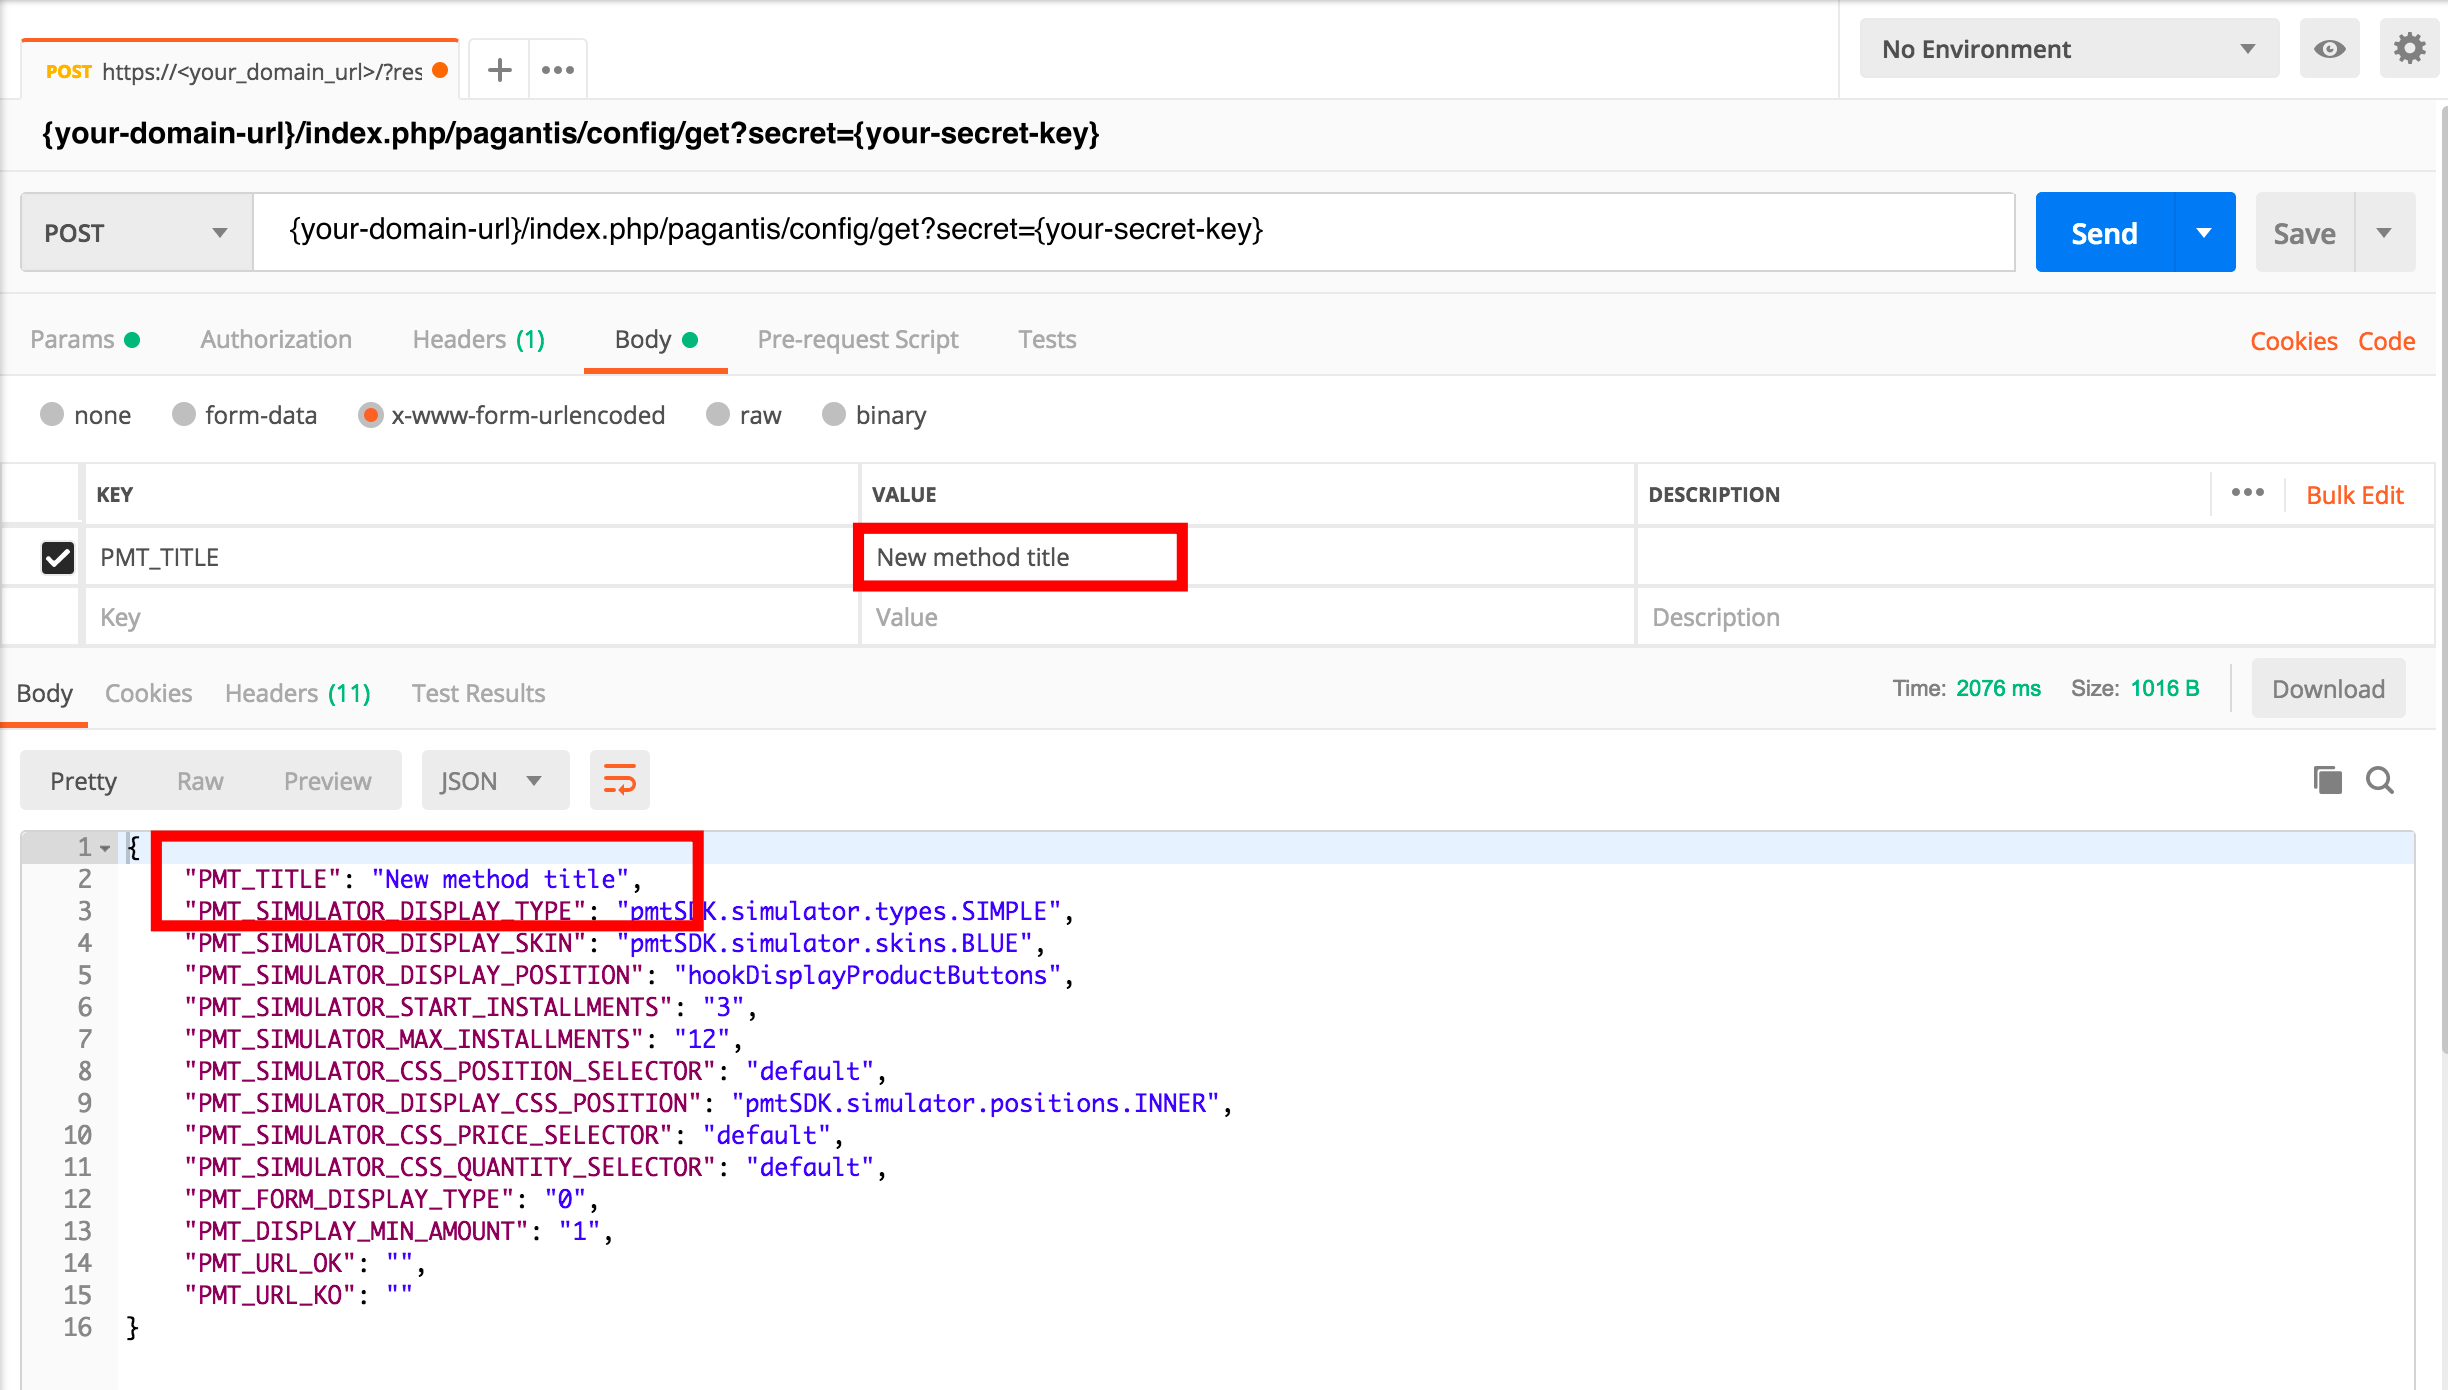 POST https://<your_domain_url>/?res
No Environment
{your-domain-url}/index.php/pagantis/config/get?secret={your-secret-key}
POST {your-domain-url}/index.php/pagantis/config/get?secret={your-secret-key} Send Save
Params Authorization Headers (1) Body Pre-request Script Tests Cookies Code
none form-data x-www-form-urlencoded raw binary
KEY VALUE DESCRIPTION Bulk Edit
PMT_TITLE New method title
Key Value Description
Body Cookies Headers (11) Test Results Time: 2076 ms Size: 1016 B Download
Pretty Raw Preview JSON
1 {
2 "PMT_TITLE": "New method title",
3 "PMT_SIMULATOR_DISPLAY_TYPE": "pmtSDK.simulator.types.SIMPLE",
4 "PMT_SIMULATOR_DISPLAY_SKIN": "pmtSDK.simulator.skins.BLUE",
5 "PMT_SIMULATOR_DISPLAY_POSITION": "hookDisplayProductButtons",
6 "PMT_SIMULATOR_START_INSTALLMENTS": "3",
7 "PMT_SIMULATOR_MAX_INSTALLMENTS": "12",
8 "PMT_SIMULATOR_CSS_POSITION_SELECTOR": "default",
9 "PMT_SIMULATOR_DISPLAY_CSS_POSITION": "pmtSDK.simulator.positions.INNER",
10 "PMT_SIMULATOR_CSS_PRICE_SELECTOR": "default",
11 "PMT_SIMULATOR_CSS_QUANTITY_SELECTOR": "default",
12 "PMT_FORM_DISPLAY_TYPE": "0",
13 "PMT_DISPLAY_MIN_AMOUNT": "1",
14 "PMT_URL_OK": "",
15 "PMT_URL_KO": ""
16 }